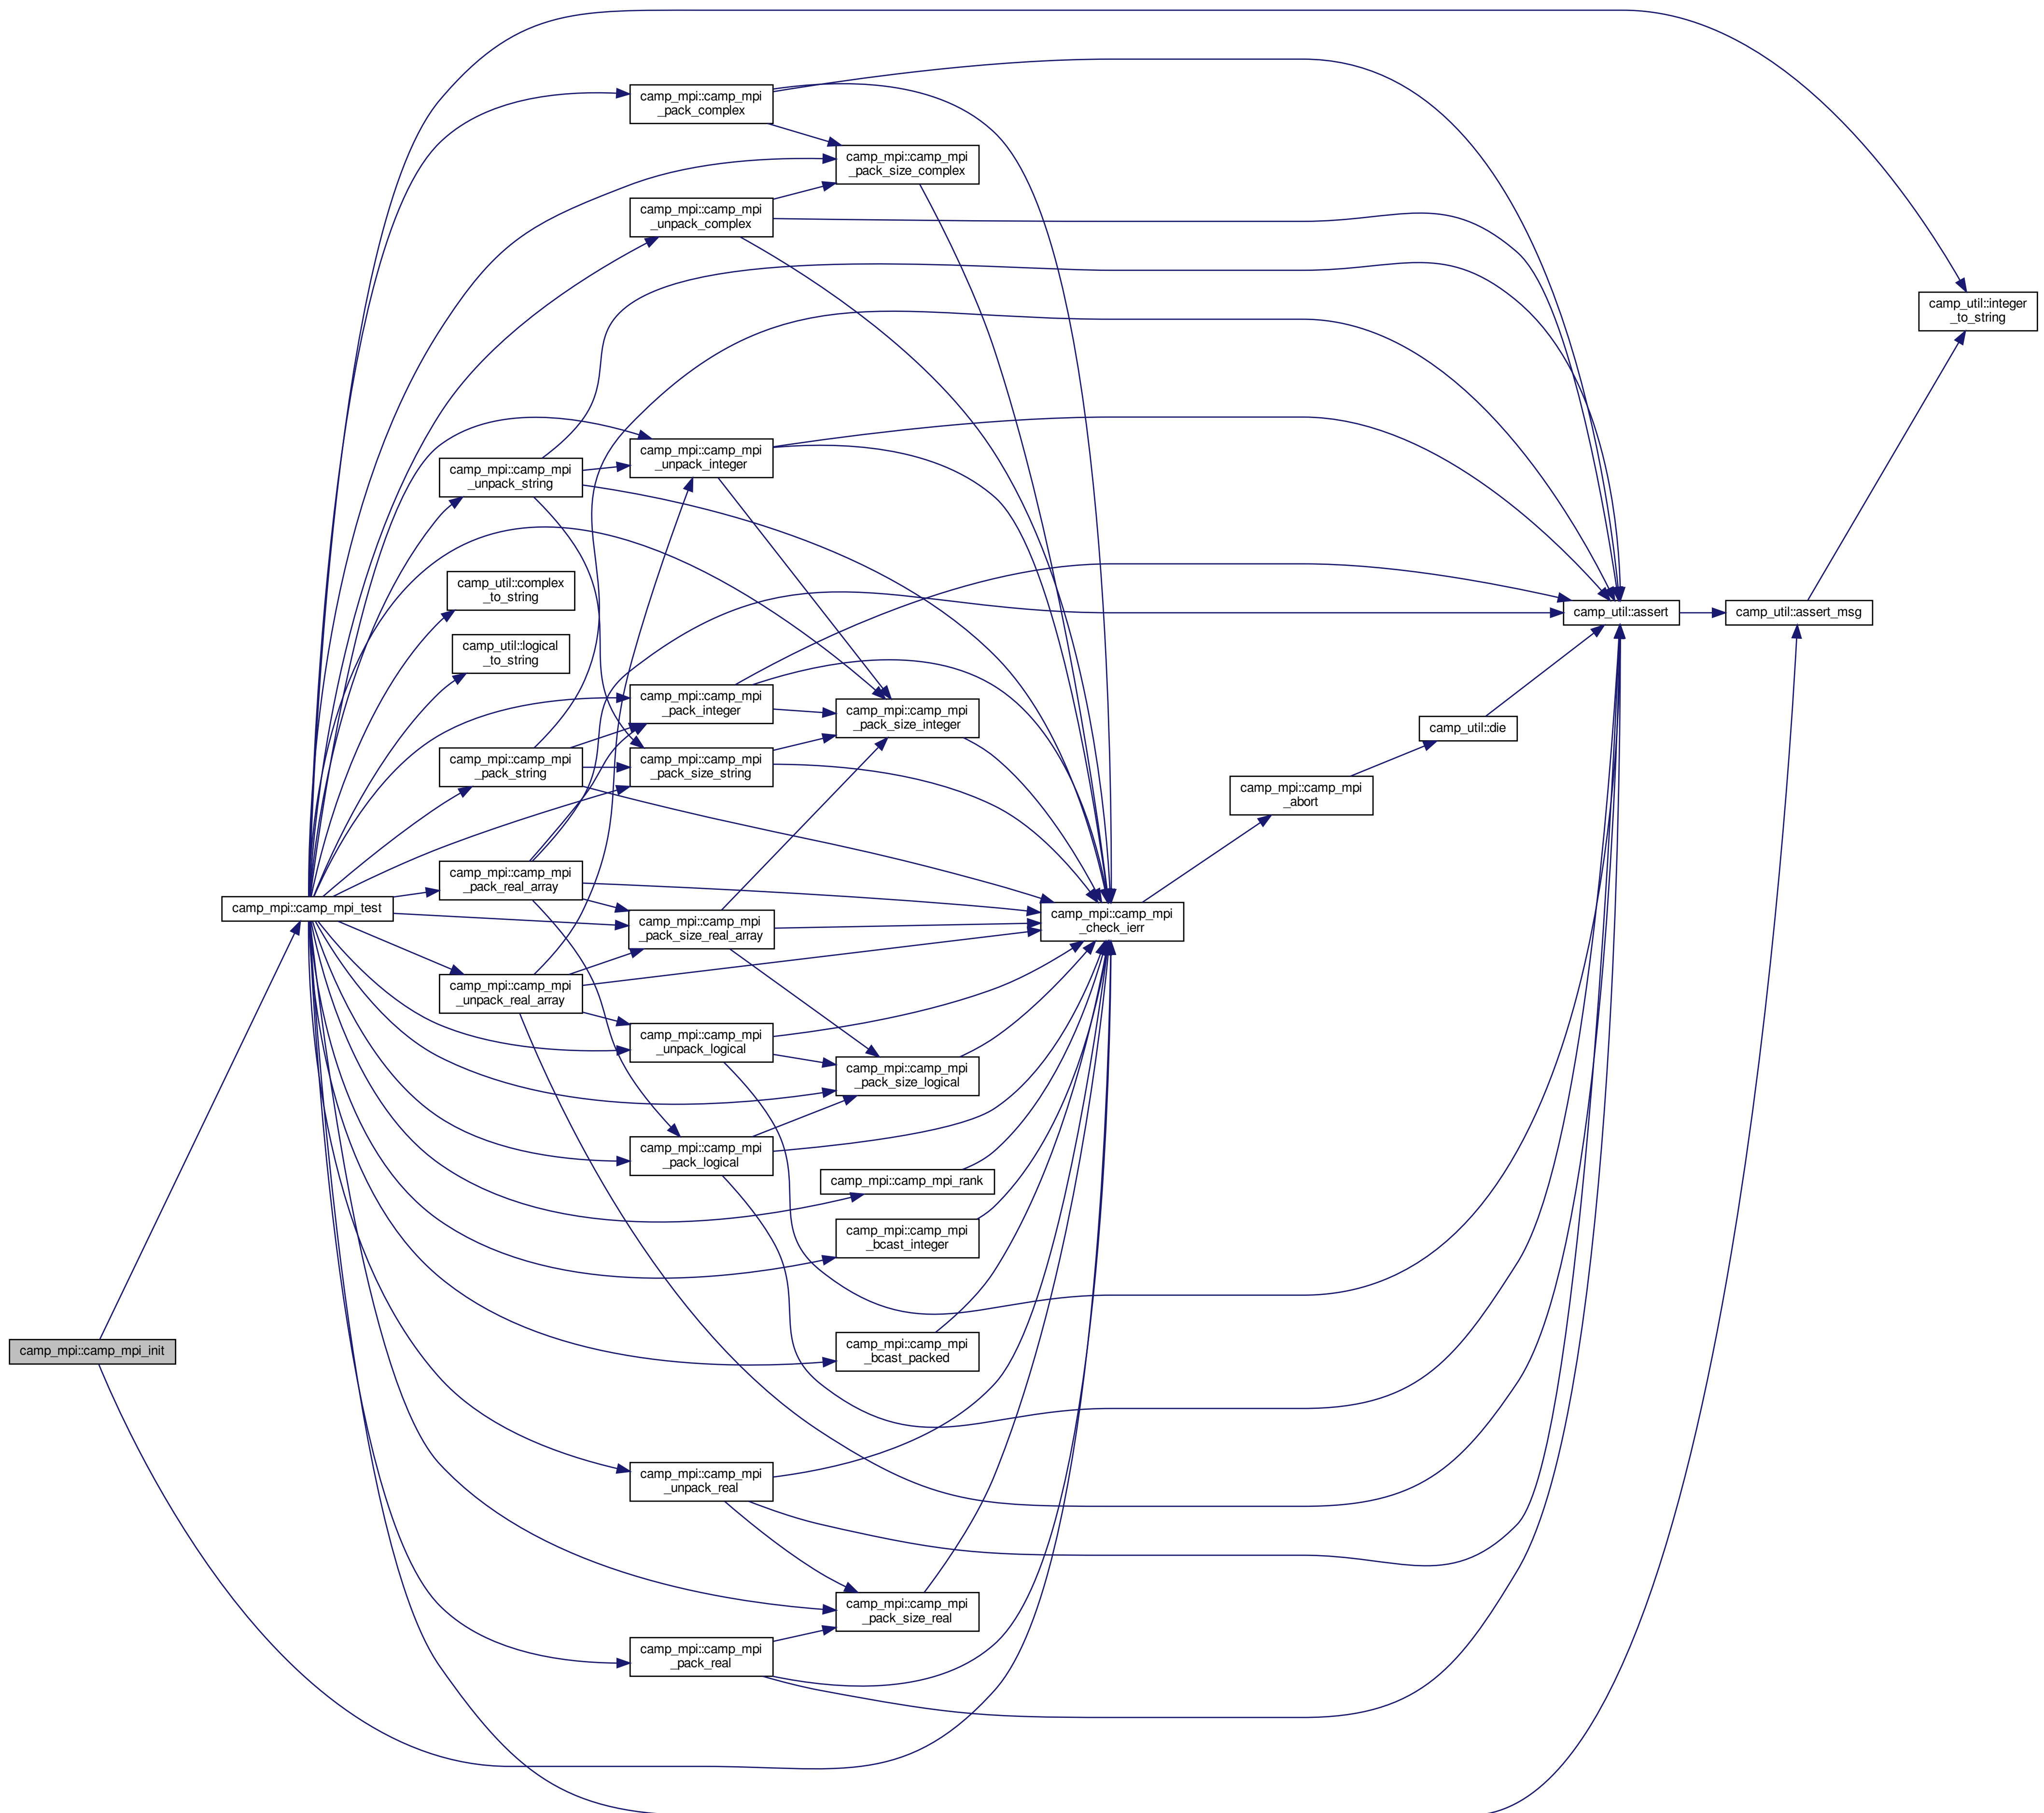 camp_mpi::camp_mpi
_pack_complex
camp_mpi::camp_mpi
_pack_size_complex
camp_mpi::camp_mpi
_unpack_complex
camp_util::integer
_to_string
camp_mpi::camp_mpi
_unpack_integer
camp_mpi::camp_mpi
_unpack_string
camp_util::complex
_to_string
camp_util::assert
camp_util::assert_msg
camp_util::logical
_to_string
camp_mpi::camp_mpi
_pack_integer
camp_mpi::camp_mpi
_pack_size_integer
camp_util::die
camp_mpi::camp_mpi
_pack_string
camp_mpi::camp_mpi
_pack_size_string
camp_mpi::camp_mpi
_abort
camp_mpi::camp_mpi
_pack_real_array
camp_mpi::camp_mpi_test
camp_mpi::camp_mpi
_check_ierr
camp_mpi::camp_mpi
_pack_size_real_array
camp_mpi::camp_mpi
_unpack_real_array
camp_mpi::camp_mpi
_unpack_logical
camp_mpi::camp_mpi
_pack_size_logical
camp_mpi::camp_mpi
_pack_logical
camp_mpi::camp_mpi_rank
camp_mpi::camp_mpi
_bcast_integer
camp_mpi::camp_mpi_init
camp_mpi::camp_mpi
_bcast_packed
camp_mpi::camp_mpi
_unpack_real
camp_mpi::camp_mpi
_pack_size_real
camp_mpi::camp_mpi
_pack_real